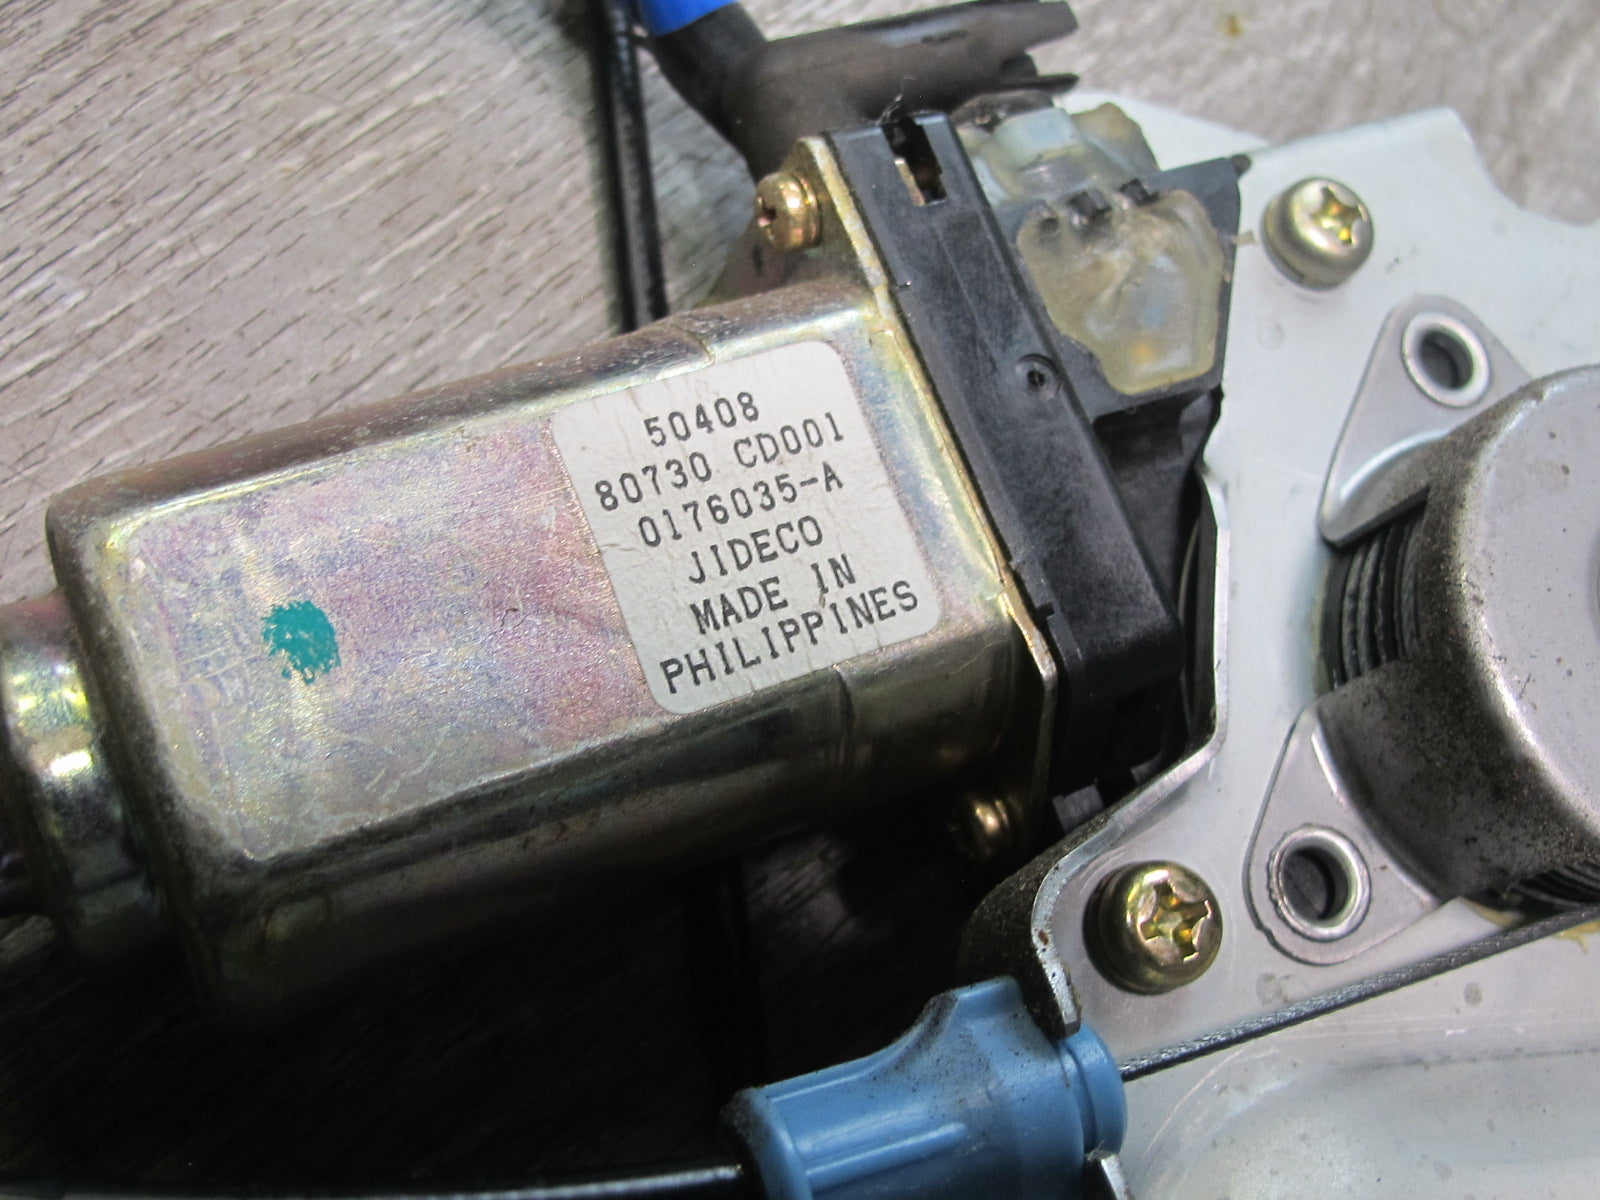 50408
80730 CD001
0176035-A
JIDECO
MADE IN
PHILIPPINES